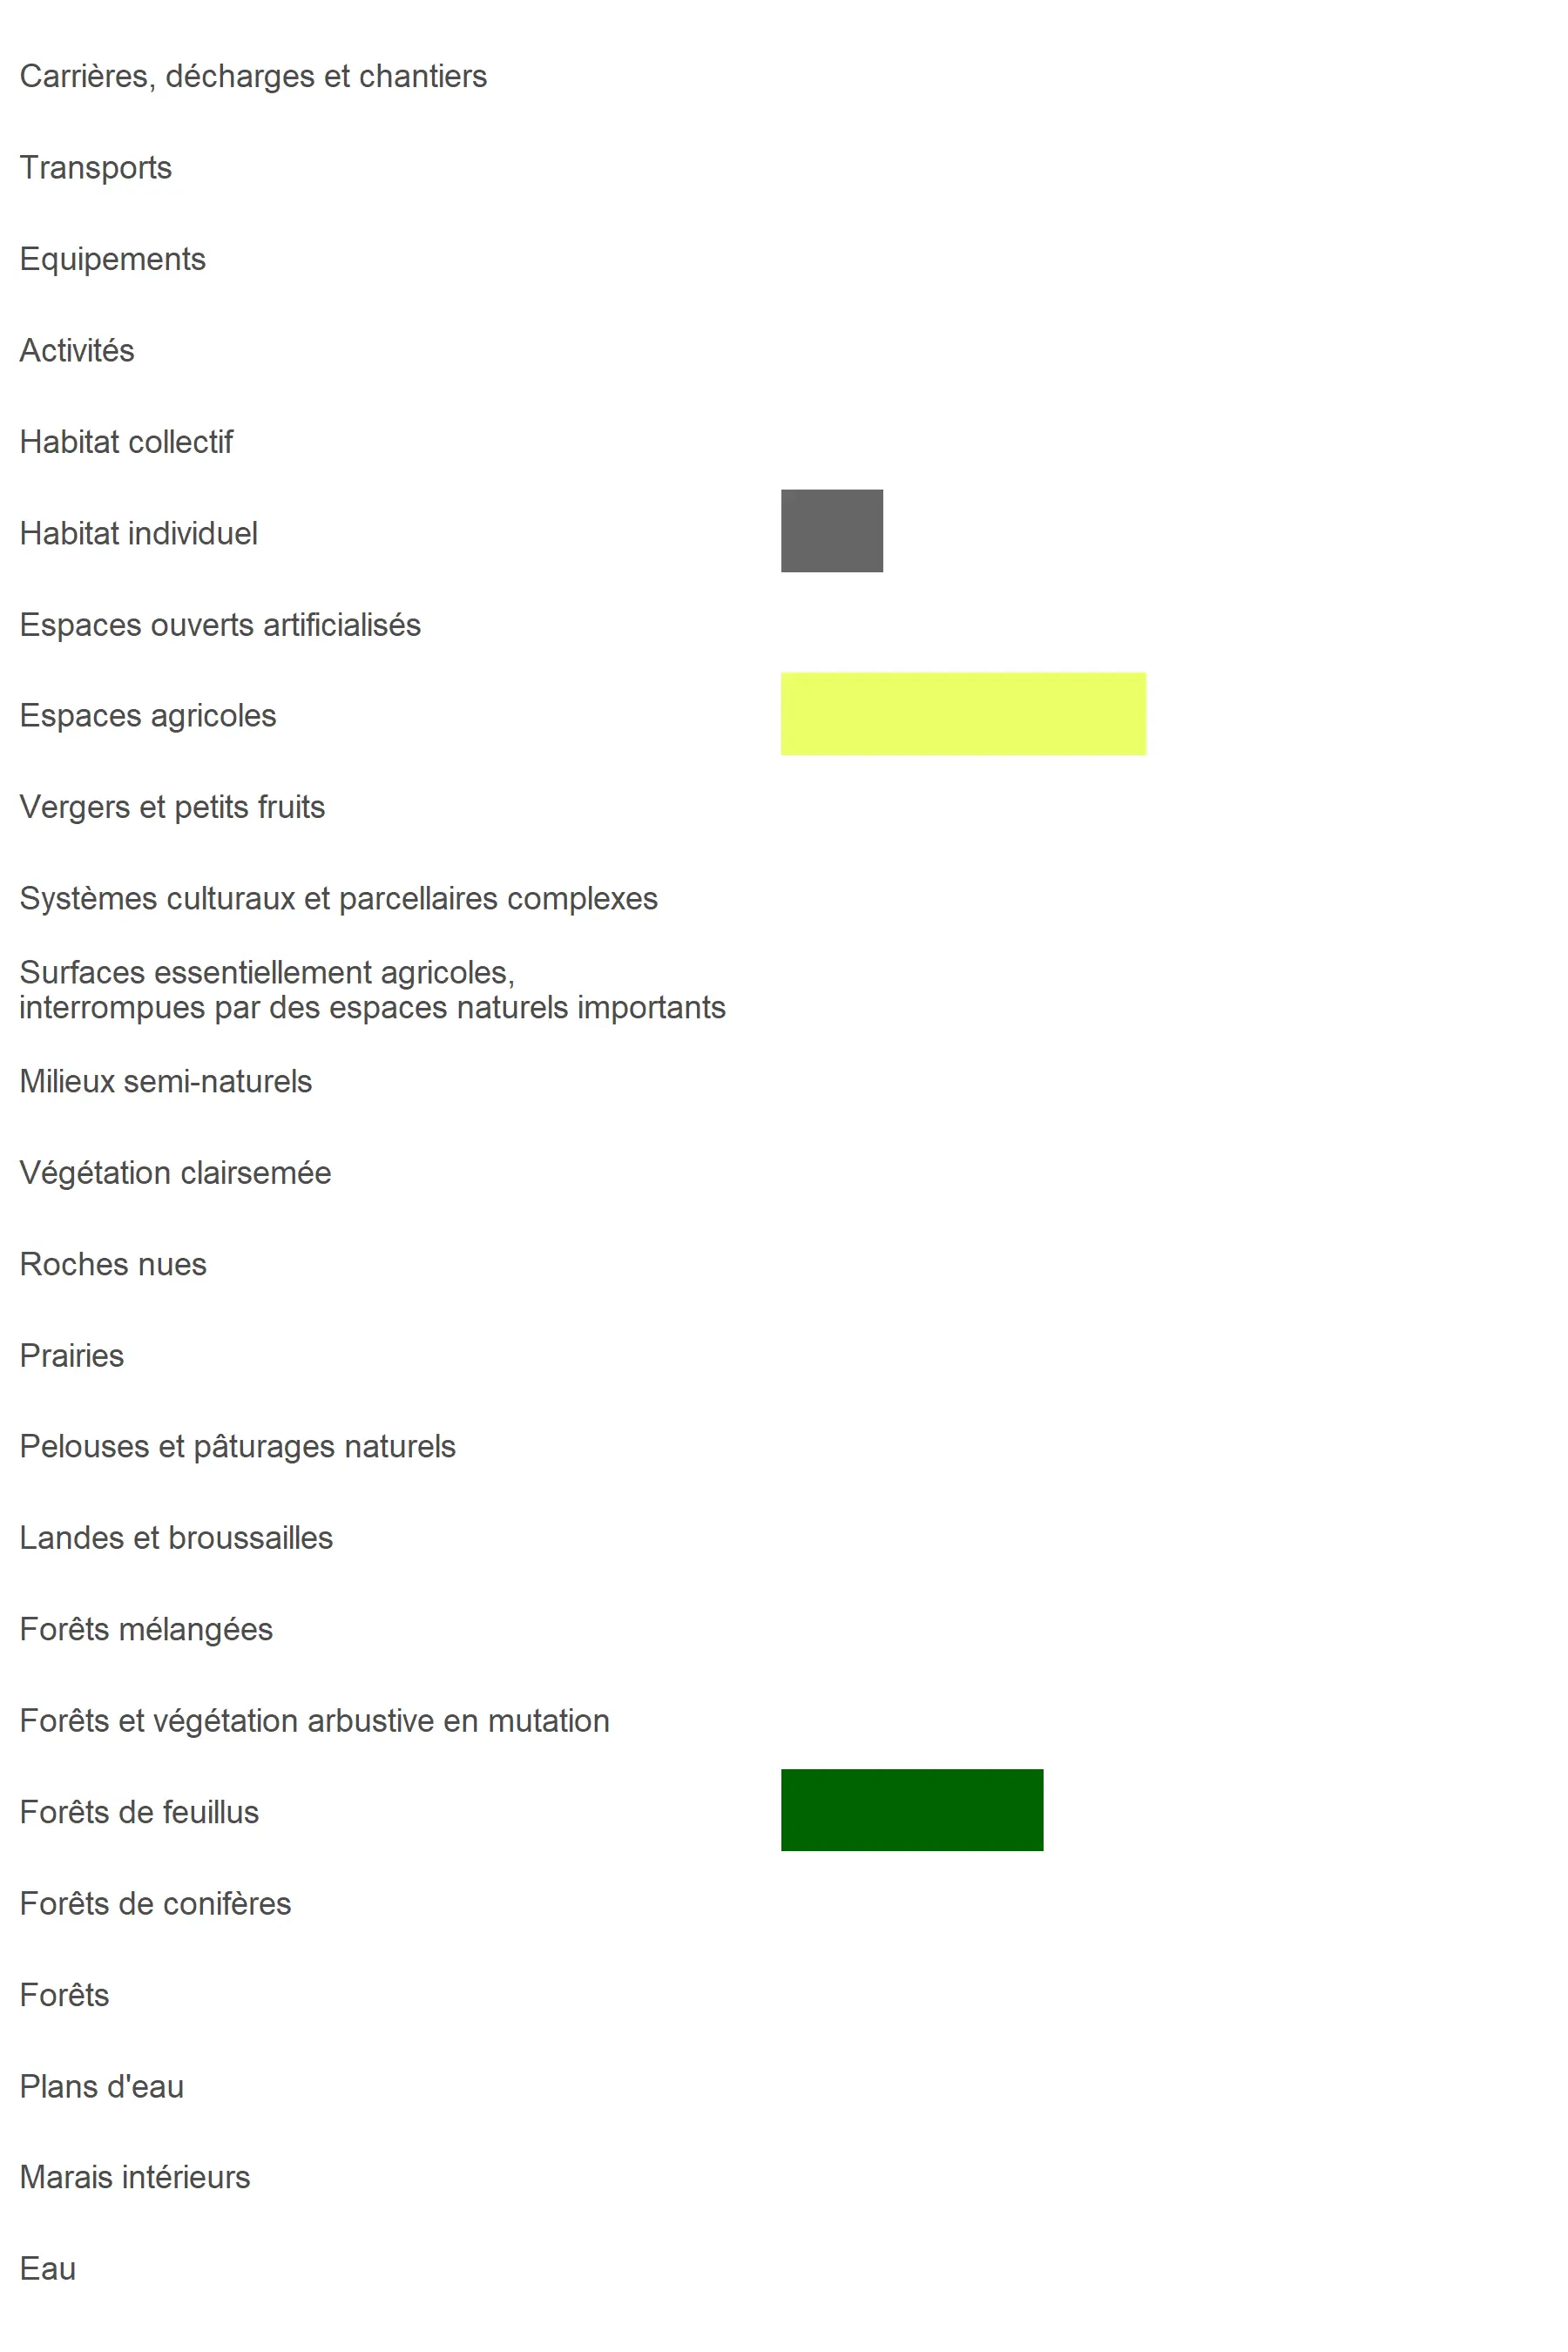 Carrières, décharges et chantiers
Transports
Equipements
Activités
Habitat collectif
Habitat individuel
Espaces ouverts artificialisés
Espaces agricoles
Vergers et petits fruits
Systèmes culturaux et parcellaires complexes
Surfaces essentiellement agricoles,
interrompues par des espaces naturels importants
Milieux semi-naturels
Végétation clairsemée
Roches nues
Prairies
Pelouses et pâturages naturels
Landes et broussailles
Forêts mélangées
Forêts et végétation arbustive en mutation
Forêts de feuillus
Forêts de conifères
Forêts
Plans d'eau
Marais intérieurs
Eau